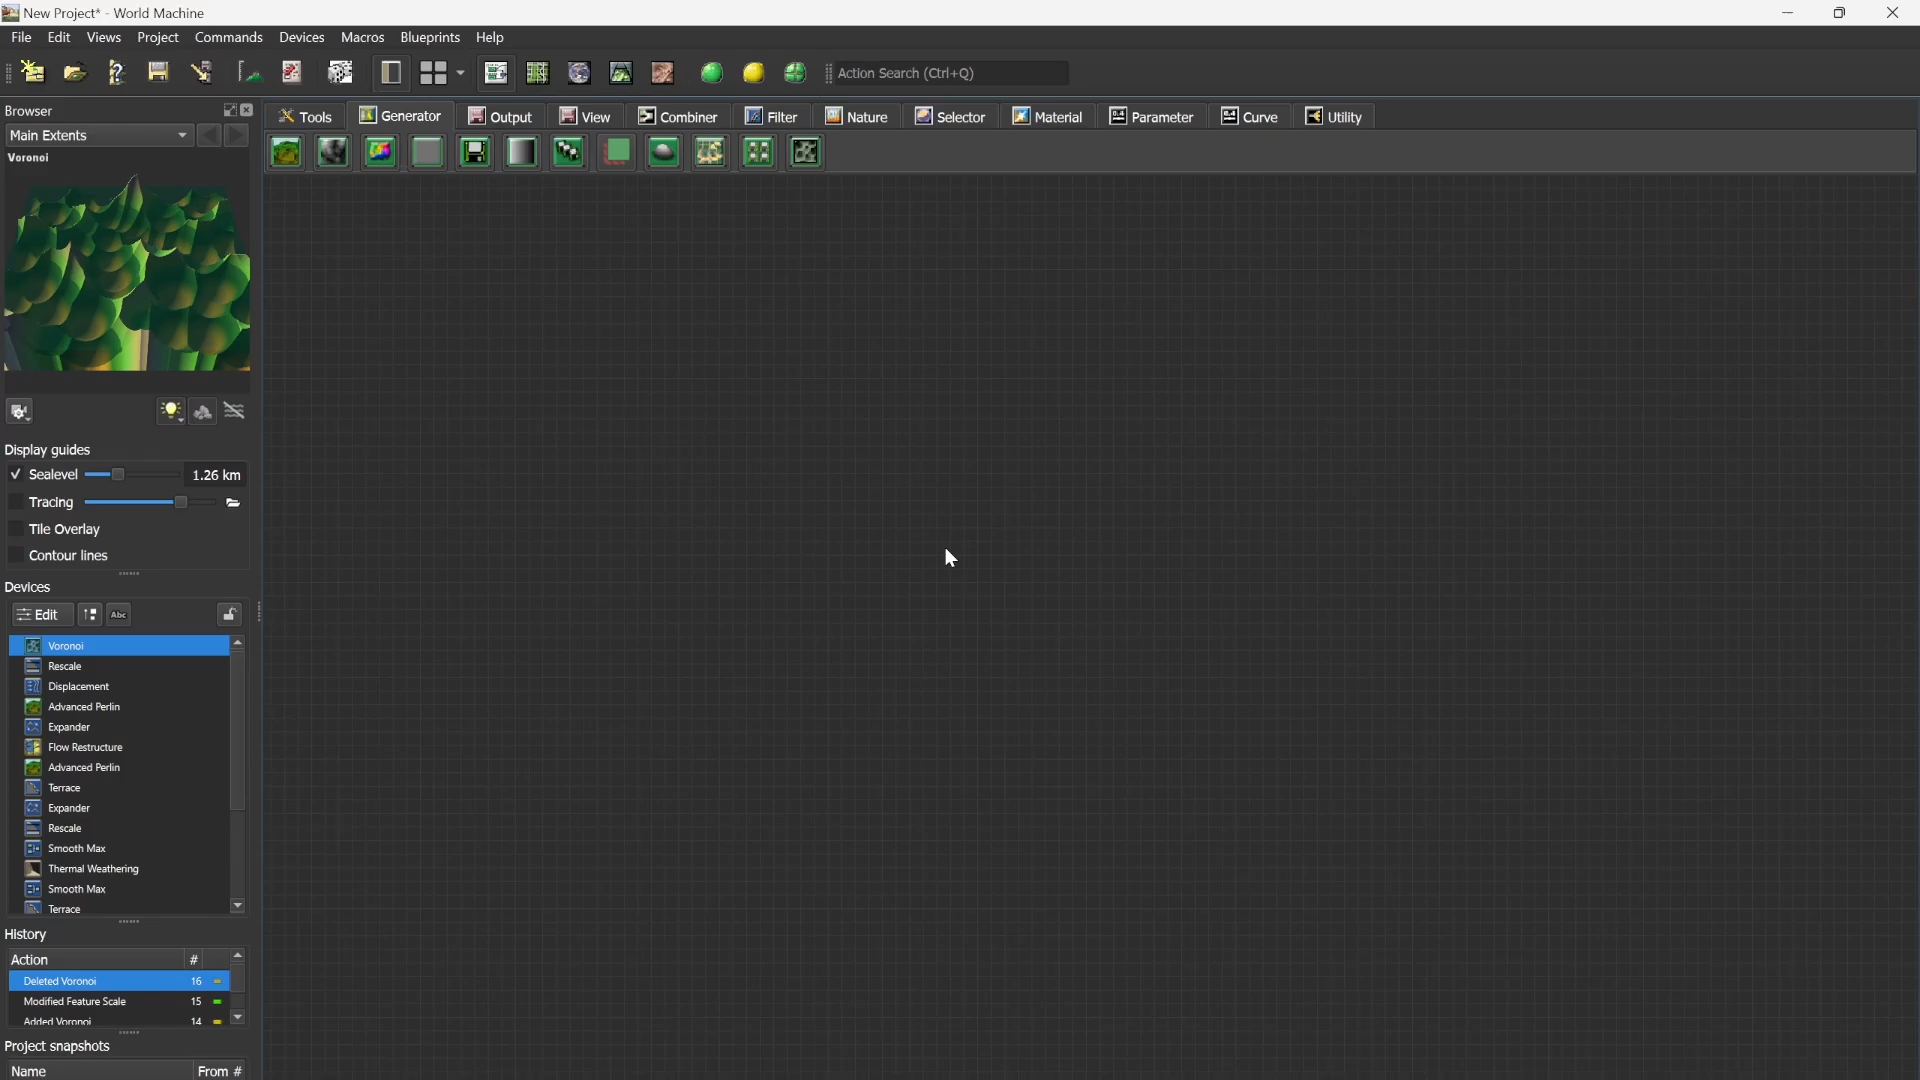 New Project* - World Machine
File Edit Views Project Commands Devices Macros Blueprints Help
Action Search (Ctrl+Q)
Browser
Tools Generator Output View Combiner Filter Nature Selector Material Parameter Curve Utility
Main Extents
Voronoi
Display guides
Sealevel 1.26 km
Tracing
Tile Overlay
Contour lines
Devices
Edit Abc
Voronoi
Rescale
Displacement
Advanced Perlin
Expander
Flow Restructure
Advanced Perlin
Terrace
Expander
Rescale
Smooth Max
Thermal Weathering
Smooth Max
Terrace
History
Action #
Deleted Voronoi 16
Modified Feature Scale 15
Added Voronoi 14
Project snapshots
Name From #